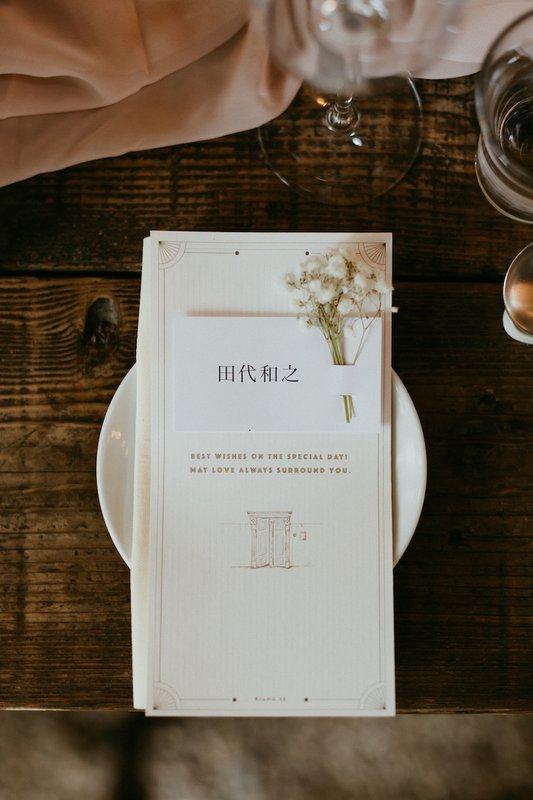 田代和之
BEST WISHES ON THE SPECIAL DAY!
MAY LOVE ALWAYS SURROUND YOU.